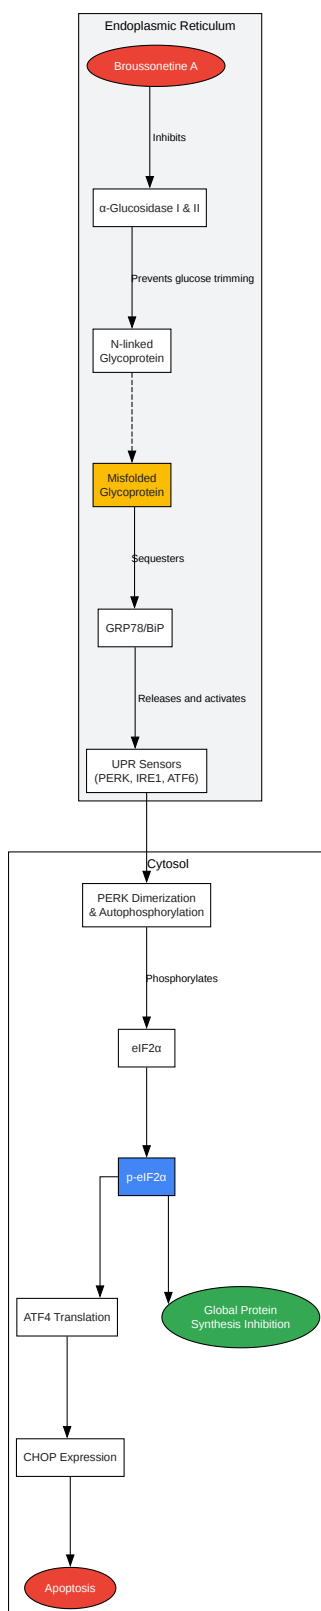 Endoplasmic Reticulum
Broussonetine A
Inhibits
α-Glucosidase I & II
Prevents glucose trimming
N-linked
Glycoprotein
Misfolded
Glycoprotein
Sequesters
GRP78/BiP
Releases and activates
UPR Sensors
(PERK, IRE1, ATF6)
Cytosol
PERK Dimerization
& Autophosphorylation
Phosphorylates
eIF2α
p-eIF2α
ATF4 Translation
Global Protein
Synthesis Inhibition
CHOP Expression
Apoptosis